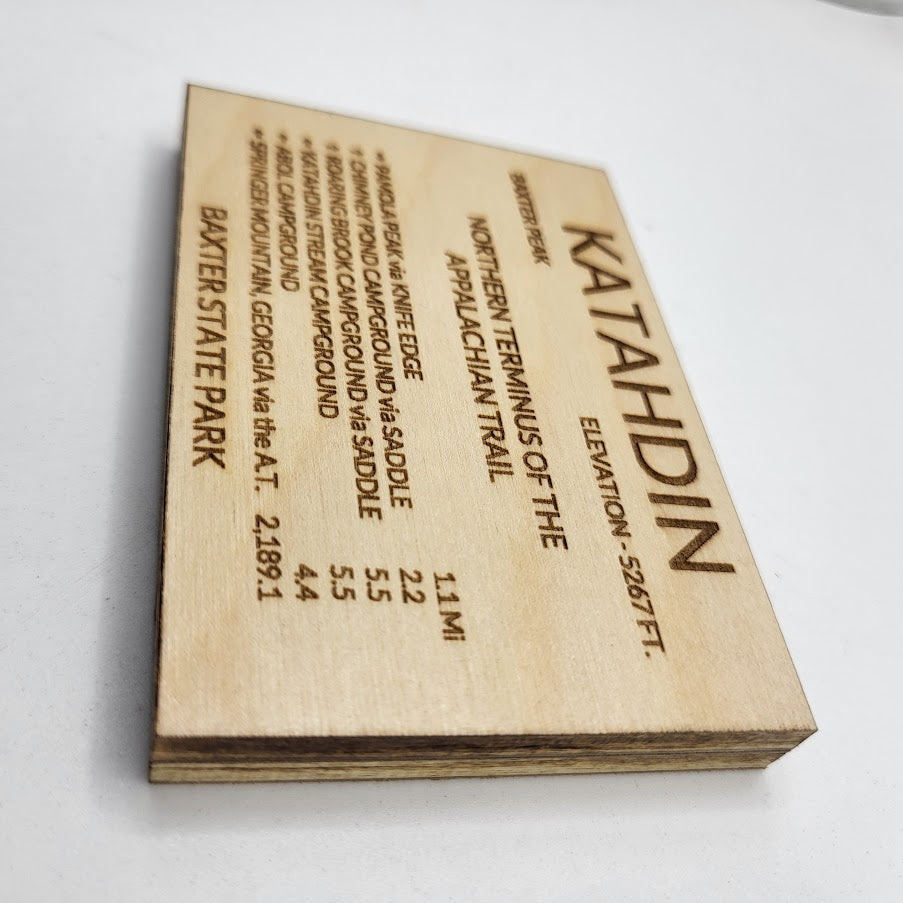 KATAHDIN
BAXTER PEAK ELEVATION - 5267 FT.
NORTHERN TERMINUS OF THE
APPALACHIAN TRAIL
• PAMOLA PEAK via KNIFE EDGE 1.1 Mi
• CHIMNEY POND CAMPGROUND via SADDLE 2.2
• ROARING BROOK CAMPGROUND via SADDLE 5.5
• KATAHDIN STREAM CAMPGROUND 5.5
• ABOL CAMPGROUND 4.4
• SPRINGER MOUNTAIN, GEORGIA via the A.T. 2,189.1
BAXTER STATE PARK